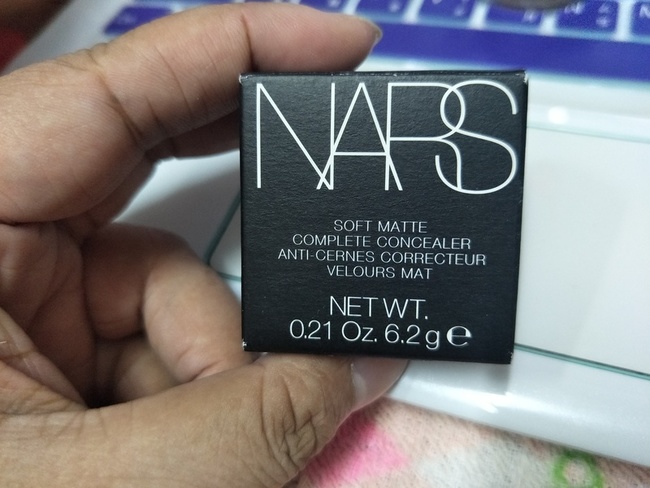 NARS
SOFT MATTE
COMPLETE CONCEALER
ANTI-CERNES CORRECTEUR
VELOURS MAT
NET WT.
0.21 Oz. 6.2 g ℮